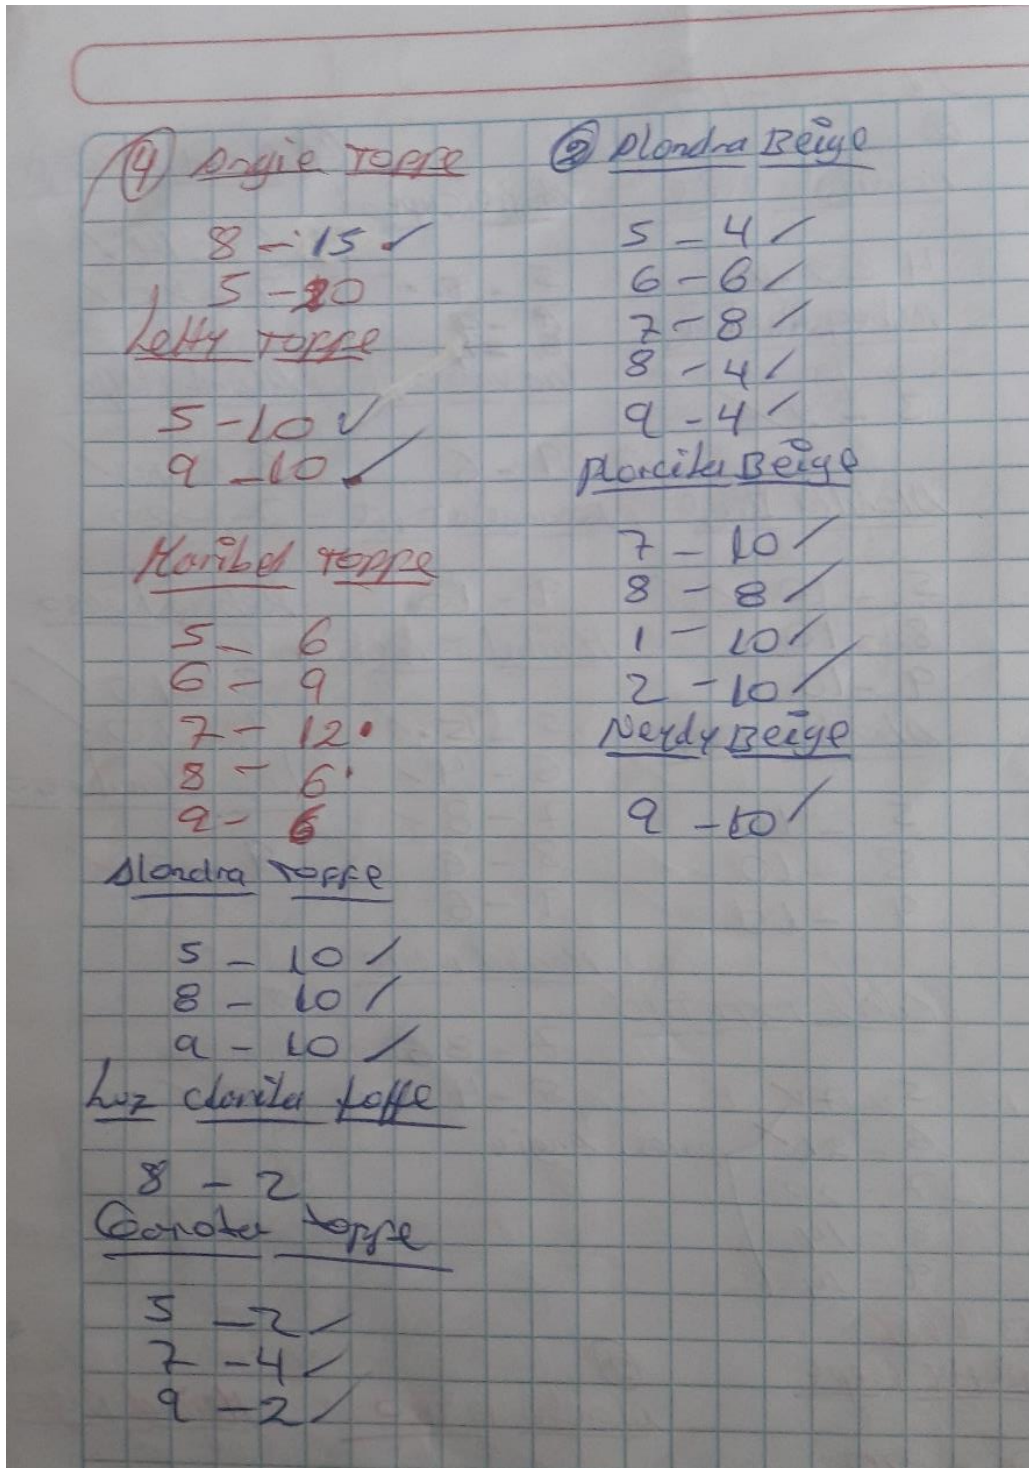 ④ Angie Toffe
8 - 15 ✓
5 - 20
Letty Toffe
5 - 10 ✓
9 - 10 ✓
Maribel Toffe
5 - 6
6 - 9
7 - 12 •
8 - 6
9 - 6
Alondra Toffe
5 - 10 ✓
8 - 10 ✓
9 - 10 ✓
Luz clarita toffe
8 - 2
toffe
5 - 2 ✓
7 - 4 ✓
9 - 2 ✓
② Alondra Beige
5 - 4 ✓
6 - 6 ✓
7 - 8 ✓
8 - 4 ✓
9 - 4 ✓
Beige
7 - 10 ✓
8 - 8 ✓
1 - 10 ✓
2 - 10 ✓
Neydy Beige
9 - 10 ✓